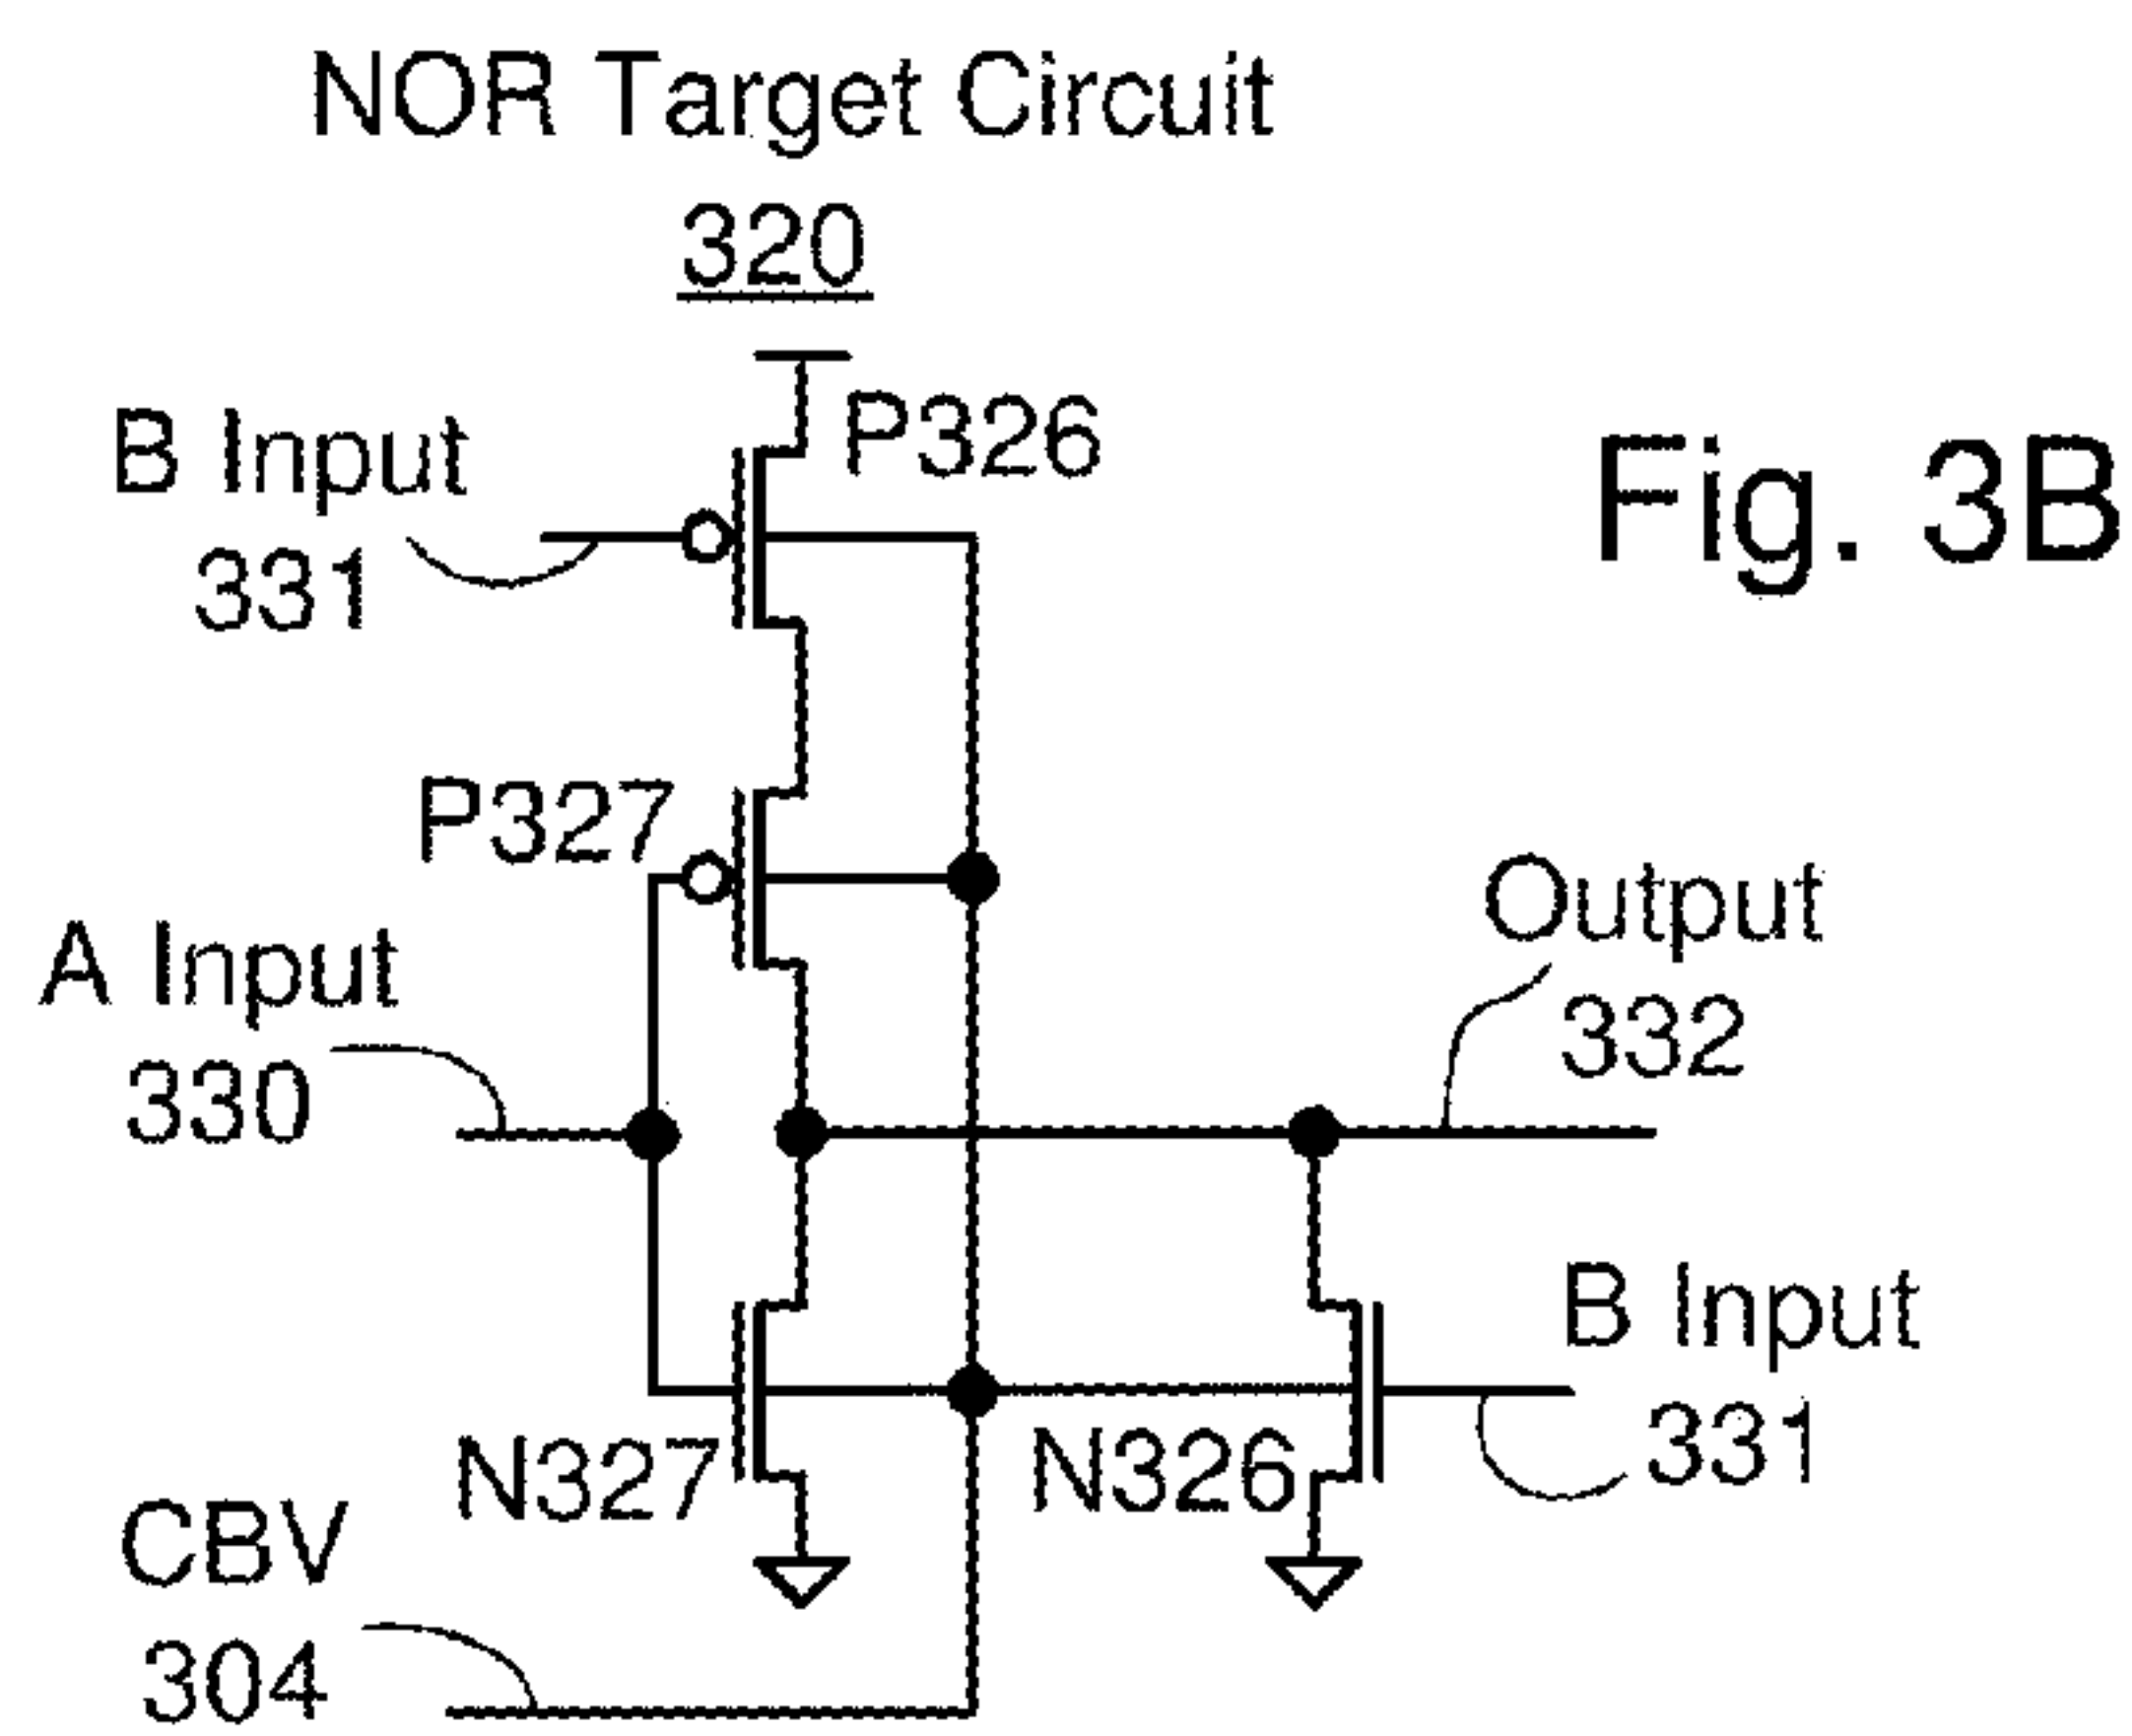 NOR Target Circuit
320
P326
B Input
331
Fig. 3B
P327
A Input
330
Output
332
B Input
331
N327
N326
CBV
304